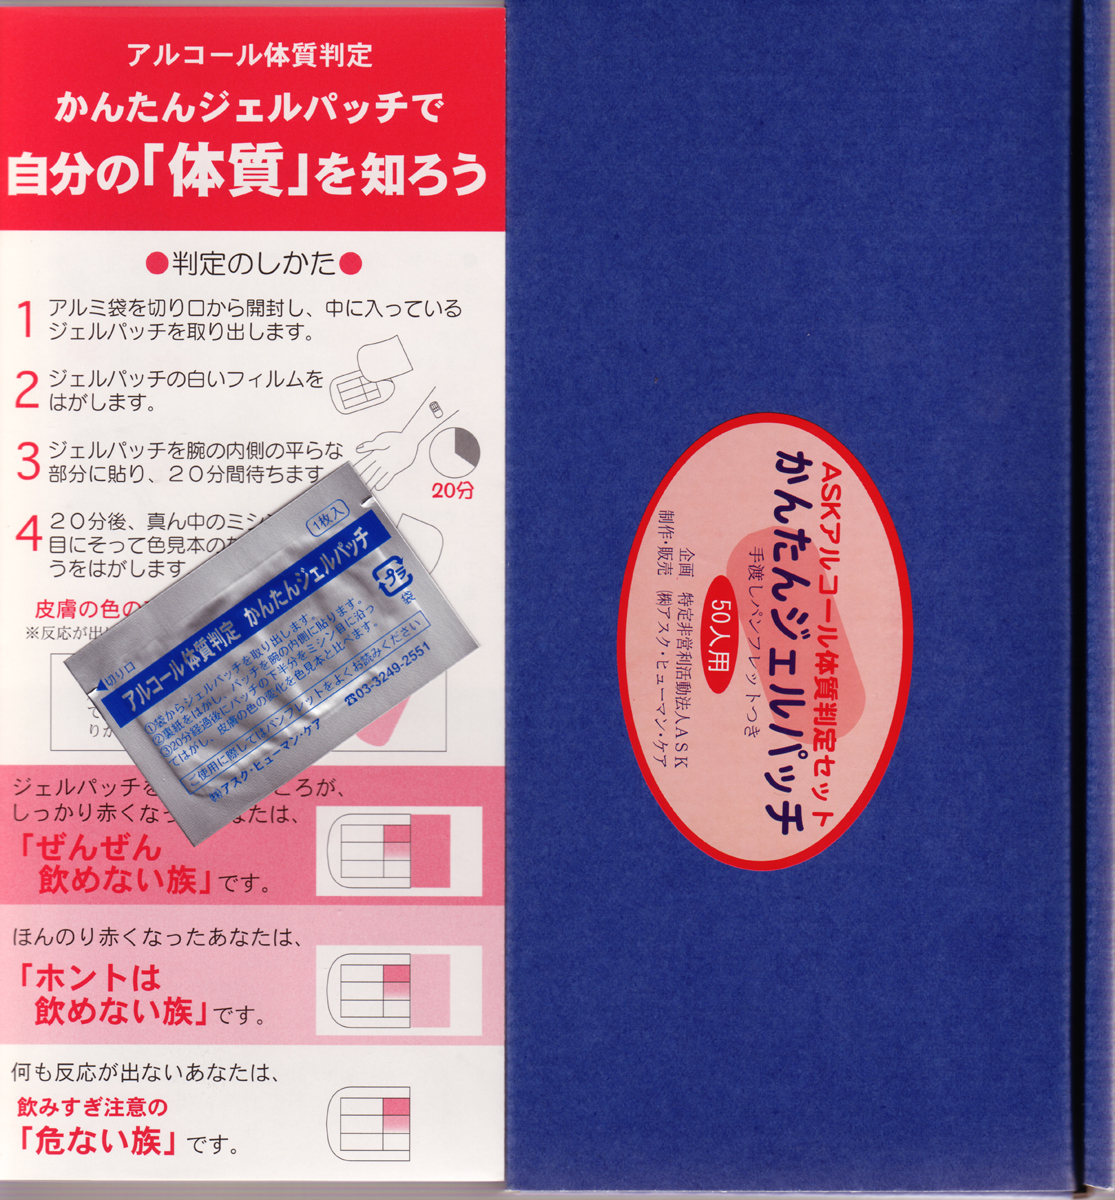 アルコール体質判定
かんたんジェルパッチで
自分の「体質」を知ろう
●判定のしかた●
1 アルミ袋を切り口から開封し、中に入っている
ジェルパッチを取り出します。
2 ジェルパッチの白いフィルムを
はがします。
3 ジェルパッチを腕の内側の平らな
部分に貼り、２０分間待ちます
20分
4 ２０分後、真ん中のミシン
目にそって色見本の
うをはがします
皮膚の色の
※反応が出
ジェルパッチを
ころが、
しっかり赤くなっ
なたは、
「ぜんぜん
飲めない族」です。
ほんのり赤くなったあなたは、
「ホントは
飲めない族」です。
何も反応が出ないあなたは、
飲みすぎ注意の
「危ない族」です。
1枚入
切り口
アルコール体質判定 かんたんジェルパッチ
プラ
袋
①袋からジェルパッチを取り出します。
②裏紙をはがし、パッチを腕の内側に貼ります。
③20分経過後にパッチの下半分をミシン目に沿っ
てはがし、皮膚の色の変化を色見本と比べます。
ご使用に際してはパンフレットをよくお読みください
㈱アスク・ヒューマン・ケア ☎03-3249-2551
ASKアルコール体質判定セット
かんたんジェルパッチ
手渡しパンフレットつき
50人用
企画 特定非営利活動法人ASK
制作・販売 ㈱アスク・ヒューマン・ケア